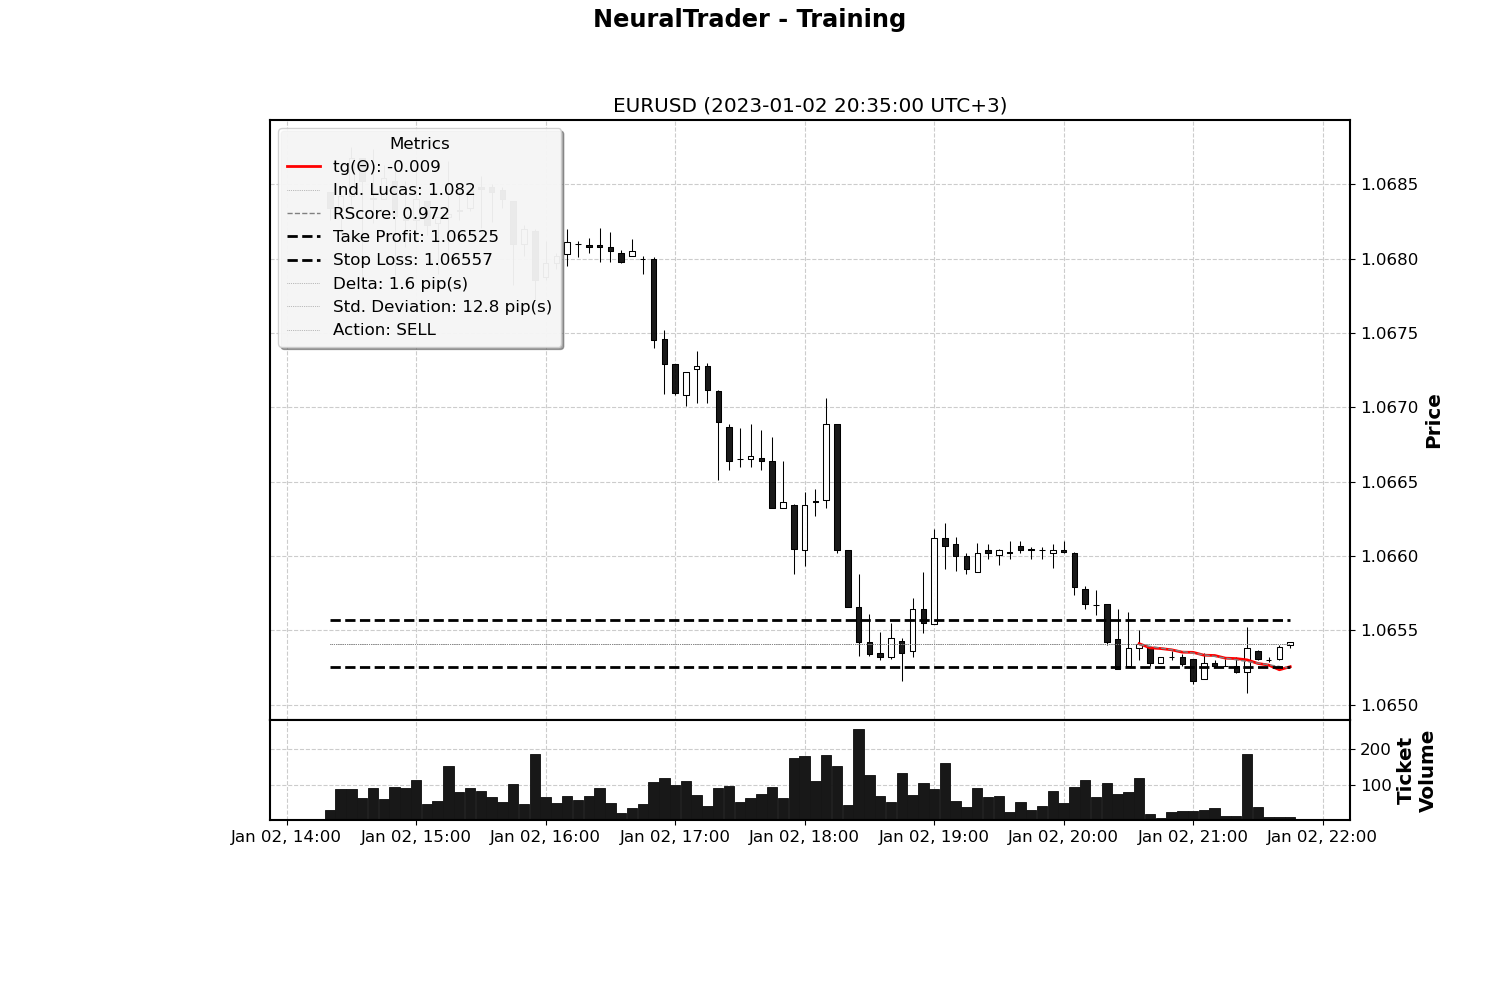 NeuralTrader - Training
EURUSD (2023-01-02 20:35:00 UTC+3)
Metrics
tg(Θ): -0.009
Ind. Lucas: 1.082
RScore: 0.972
Take Profit: 1.06525
Stop Loss: 1.06557
Delta: 1.6 pip(s)
Std. Deviation: 12.8 pip(s)
Action: SELL
1.0685
1.0680
1.0675
1.0670
1.0665
1.0660
1.0655
1.0650
Price
200
100
Ticket
Volume
Jan 02, 14:00 Jan 02, 15:00 Jan 02, 16:00 Jan 02, 17:00 Jan 02, 18:00 Jan 02, 19:00 Jan 02, 20:00 Jan 02, 21:00 Jan 02, 22:00